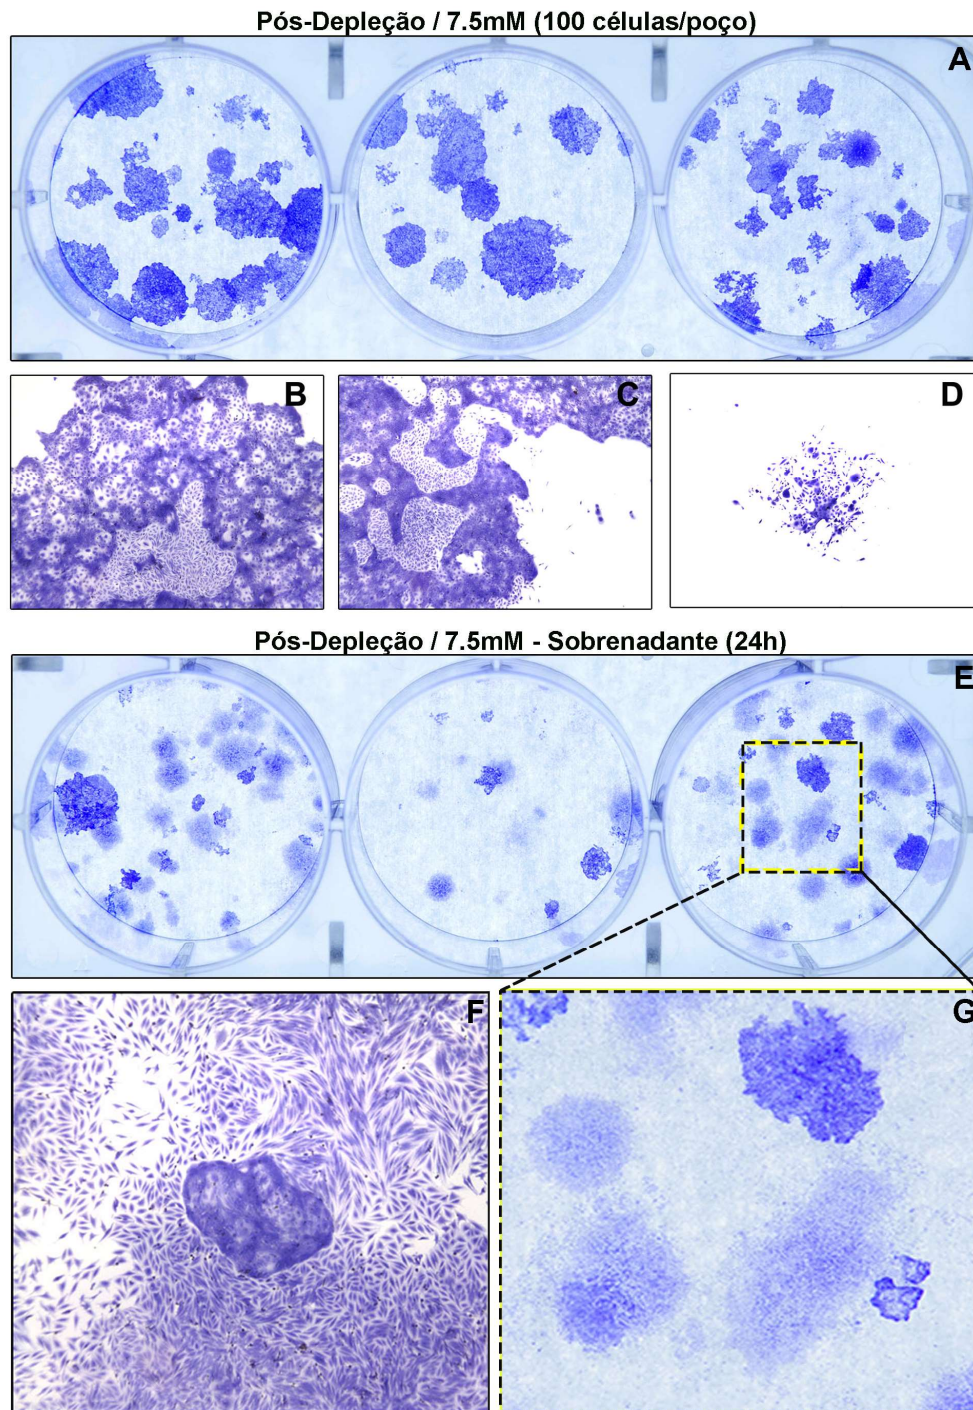 Pós-Depleção / 7.5mM (100 células/poço)
A
B
C
D
Pós-Depleção / 7.5mM - Sobrenadante (24h)
E
F
G